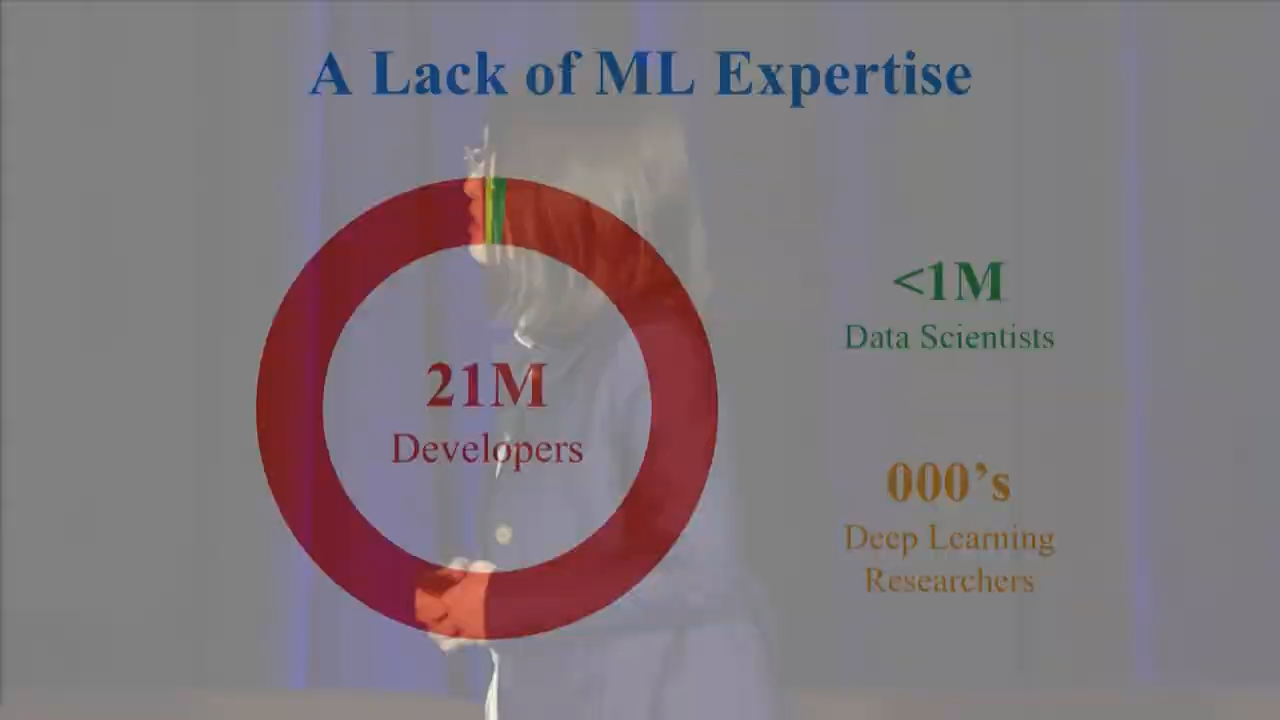 A Lack of ML Expertise
21M
Developers
<1M
Data Scientists
000's
Deep Learning
Researchers